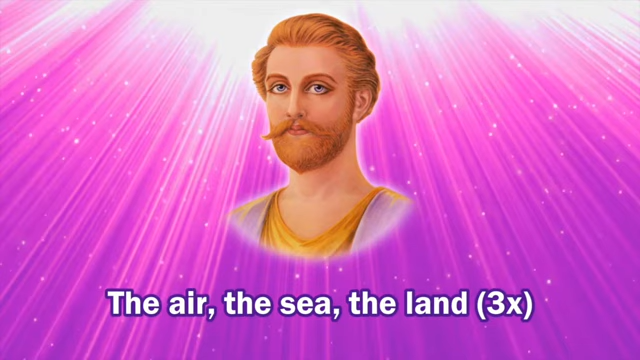 The air, the sea, the land (3x)